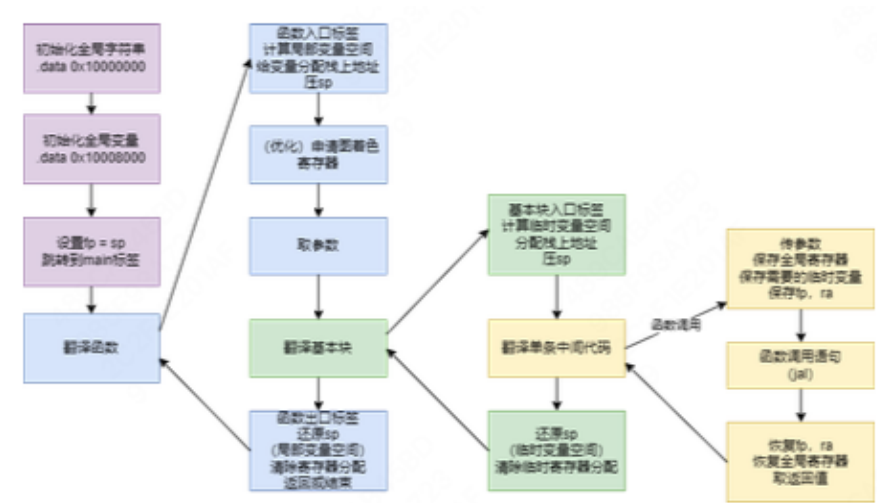 初始化全局字符串
.data 0x10000000
初始化全局变量
.data 0x10008000
设置fp = sp
跳转到main标签
翻译函数
函数入口标签
计算局部变量空间
给变量分配栈上地址
压sp
(优化) 申请图着色
寄存器
取参数
翻译基本块
函数出口标签
还原sp
(局部变量空间)
清除寄存器分配
返回或结束
基本块入口标签
计算临时变量空间
分配栈上地址
压sp
翻译单条中间代码
还原sp
(临时变量空间)
清除临时寄存器分配
函数调用
传参数
保存全局寄存器
保存需要的临时变量
保存fp, ra
函数调用语句
(jal)
恢复fp, ra
恢复全局寄存器
取返回值